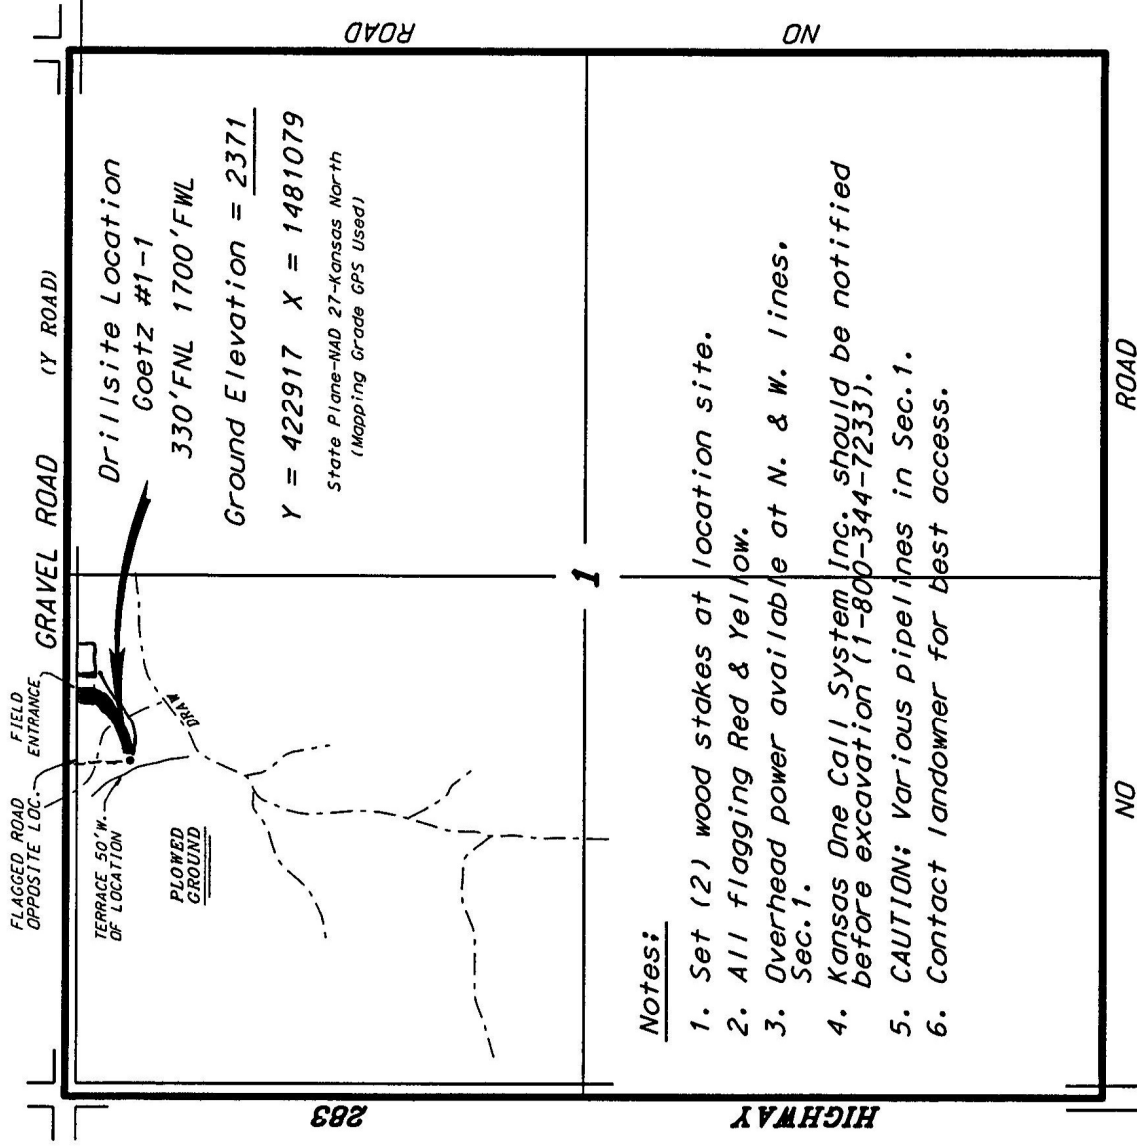 GRAVEL ROAD (Y ROAD)
FLAGGED ROAD
OPPOSITE LOC.
FIELD
ENTRANCE
TERRACE 50'W.
OF LOCATION
PLOWED
GROUND
DRAW
Drillsite Location
Goetz #1-1
330'FNL 1700'FWL
Ground Elevation = 2371
Y = 422917 X = 1481079
State Plane-NAD 27-Kansas North
(Mapping Grade GPS Used)
1
Notes:
1. Set (2) wood stakes at location site.
2. All flagging Red & Yellow.
3. Overhead power available at N. & W. lines.
Sec.1.
4. Kansas One Call System Inc. should be notified
before excavation (1-800-344-7233).
5. CAUTION: Various pipelines in Sec.1.
6. Contact landowner for best access.
HIGHWAY 283
NO ROAD
NO ROAD